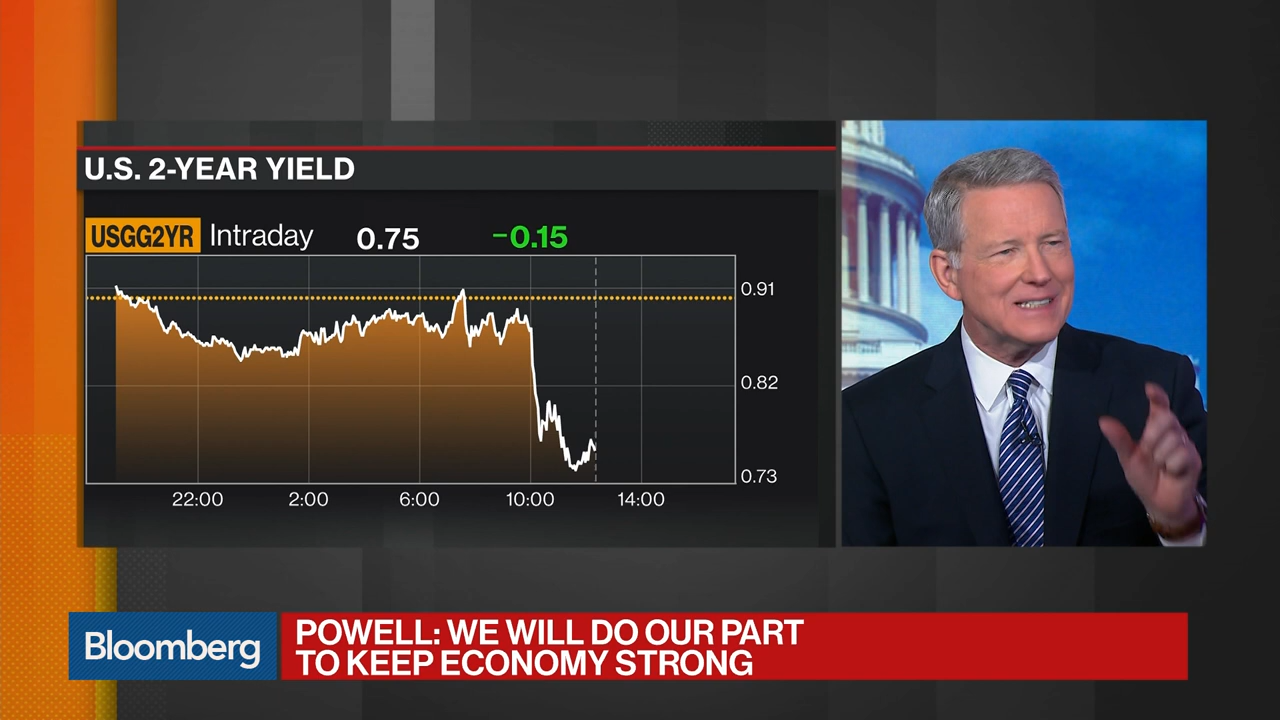 U.S. 2-YEAR YIELD
USGG2YR Intraday 0.75 -0.15
0.91
0.82
0.73
22:00 2:00 6:00 10:00 14:00
Bloomberg
POWELL: WE WILL DO OUR PART
TO KEEP ECONOMY STRONG